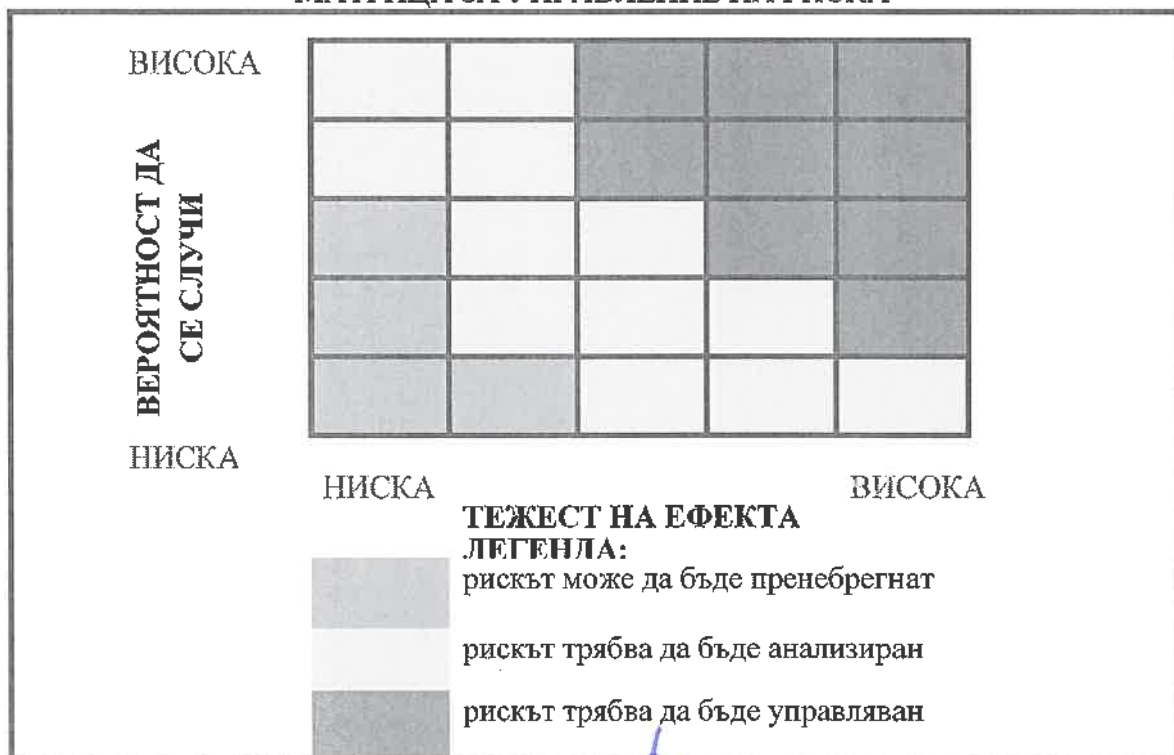 ВИСОКА
ВЕРОЯТНОСТ ДА
СЕ СЛУЧИ
НИСКА
НИСКА ВИСОКА
ТЕЖЕСТ НА ЕФЕКТА
ЛЕГЕНДА:
рискът може да бъде пренебрегнат
рискът трябва да бъде анализиран
рискът трябва да бъде управляван